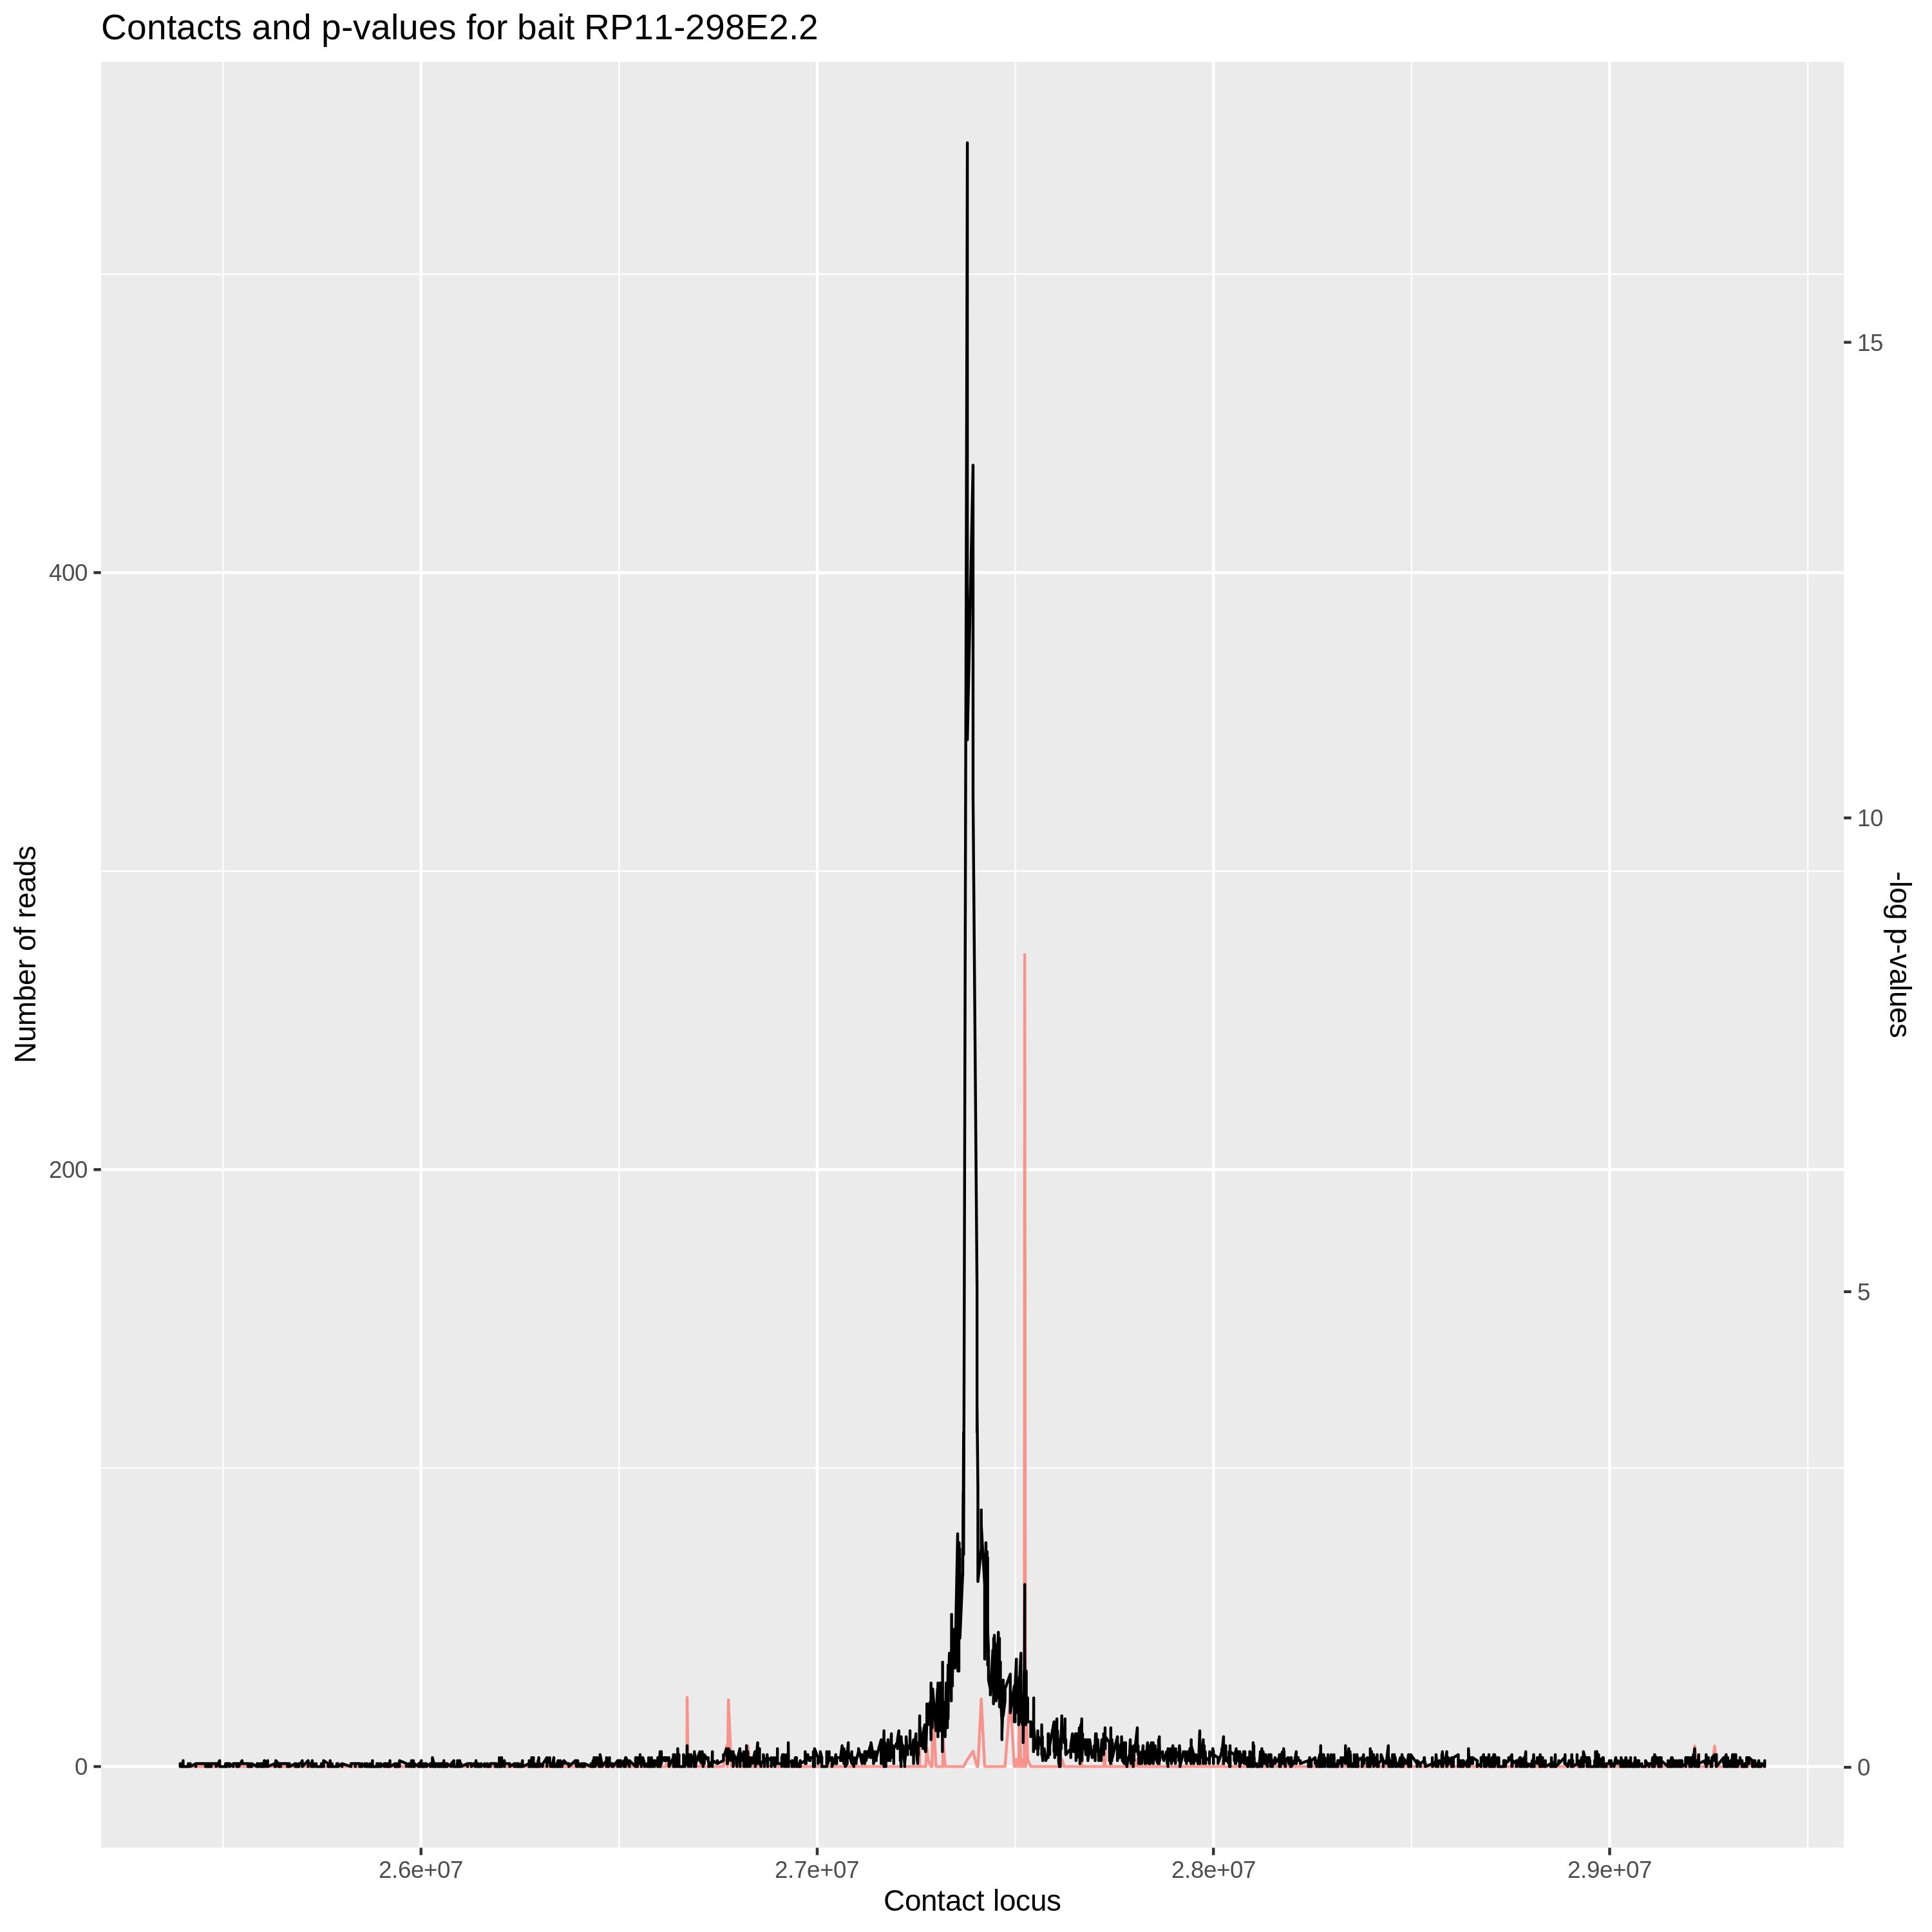 Contacts and p-values for bait RP11-298E2.2
Number of reads
400
200
0
15
10
5
0
-log p-values
2.6e+07
2.7e+07
2.8e+07
2.9e+07
Contact locus